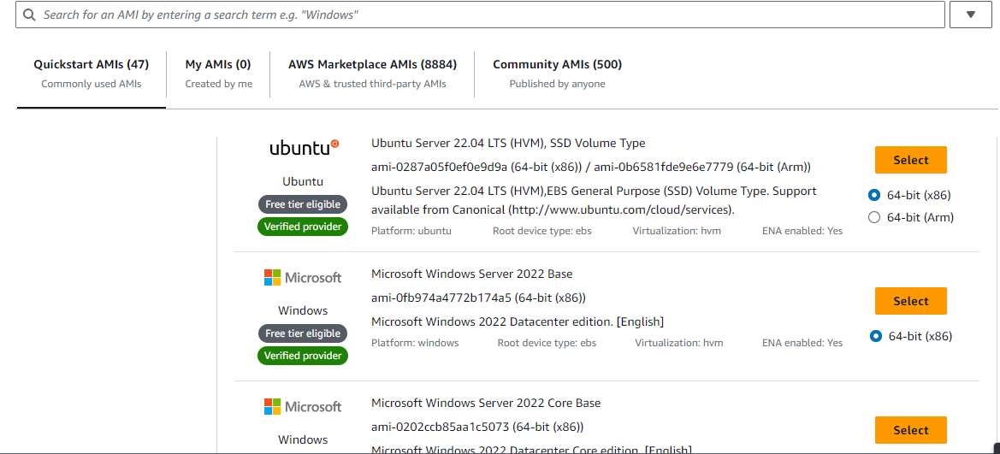 Search for an AMI by entering a search term e.g. "Windows"
Quickstart AMIs (47)
Commonly used AMIs
My AMIs (0)
Created by me
AWS Marketplace AMIs (8884)
AWS & trusted third-party AMIs
Community AMIs (500)
Published by anyone
ubuntu
Ubuntu
Free tier eligible
Verified provider
Ubuntu Server 22.04 LTS (HVM), SSD Volume Type
ami-0287a05f0ef0e9d9a (64-bit (x86)) / ami-0b6581fde9e6e7779 (64-bit (Arm))
Ubuntu Server 22.04 LTS (HVM),EBS General Purpose (SSD) Volume Type. Support
available from Canonical (http://www.ubuntu.com/cloud/services).
Platform: ubuntu Root device type: ebs Virtualization: hvm ENA enabled: Yes
Select
64-bit (x86)
64-bit (Arm)
Microsoft
Windows
Free tier eligible
Verified provider
Microsoft Windows Server 2022 Base
ami-0fb974a4772b174a5 (64-bit (x86))
Microsoft Windows 2022 Datacenter edition. [English]
Platform: windows Root device type: ebs Virtualization: hvm ENA enabled: Yes
Select
64-bit (x86)
Microsoft
Windows
Microsoft Windows Server 2022 Core Base
ami-0202ccb85aa1c5073 (64-bit (x86))
Microsoft Windows 2022 Datacenter Core edition. [English]
Select